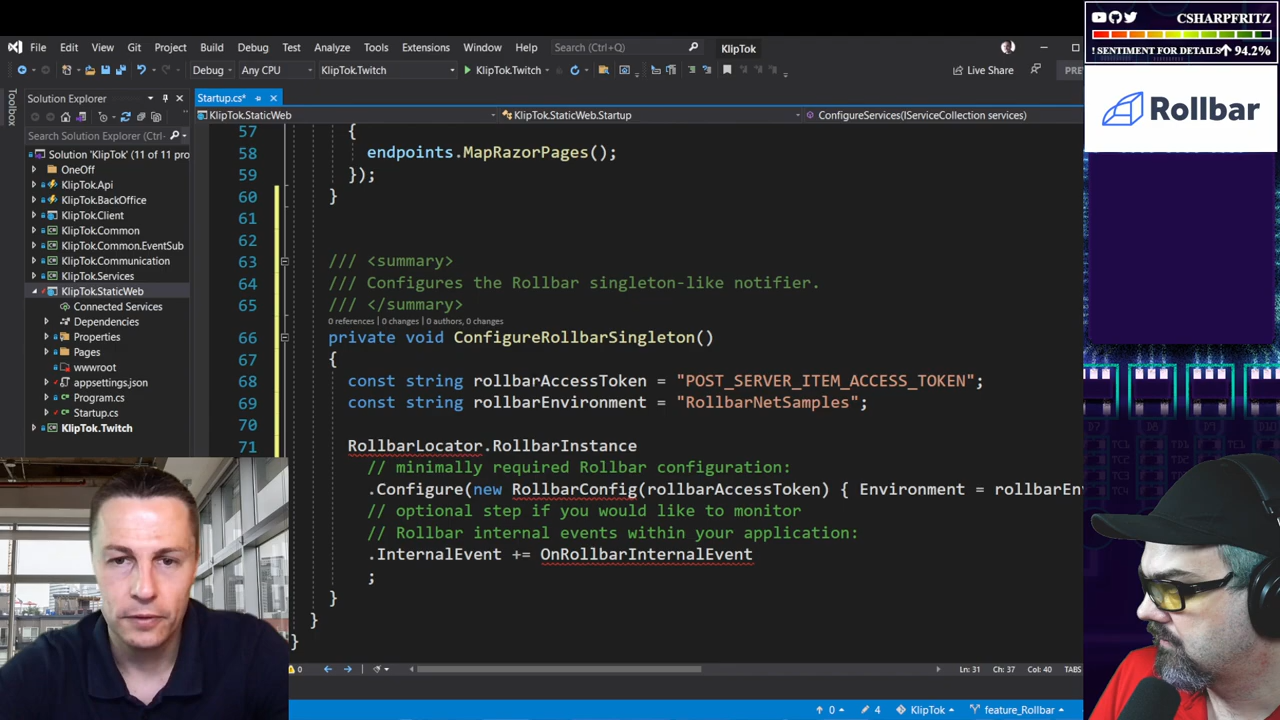 CSHARPFRITZ
! SENTIMENT FOR DETAILS 94.2%
Rollbar
File Edit View Git Project Build Debug Test Analyze Tools Extensions Window Help Search (Ctrl+Q) KlipTok
Debug Any CPU KlipTok.Twitch KlipTok.Twitch Live Share PRE
Toolbox
Solution Explorer
Search Solution Explorer (Ctrl+
Solution 'KlipTok' (11 of 11 pro
OneOff
KlipTok.Api
KlipTok.BackOffice
KlipTok.Client
KlipTok.Common
KlipTok.Common.EventSub
KlipTok.Communication
KlipTok.Services
KlipTok.StaticWeb
Connected Services
Dependencies
Properties
Pages
wwwroot
appsettings.json
Program.cs
Startup.cs
KlipTok.Twitch
Startup.cs*
KlipTok.StaticWeb KlipTok.StaticWeb.Startup ConfigureServices(IServiceCollection services)
57 {
58 endpoints.MapRazorPages();
59 });
60 }
61
62
63 /// <summary>
64 /// Configures the Rollbar singleton-like notifier.
65 /// </summary>
0 references | 0 changes | 0 authors, 0 changes
66 private void ConfigureRollbarSingleton()
67 {
68 const string rollbarAccessToken = "POST_SERVER_ITEM_ACCESS_TOKEN";
69 const string rollbarEnvironment = "RollbarNetSamples";
70
71 RollbarLocator.RollbarInstance
// minimally required Rollbar configuration:
.Configure(new RollbarConfig(rollbarAccessToken) { Environment = rollbarEn
// optional step if you would like to monitor
// Rollbar internal events within your application:
.InternalEvent += OnRollbarInternalEvent
;
}
}
}
0 Ln: 31 Ch: 37 Col: 40 TABS
0 4 KlipTok feature_Rollbar